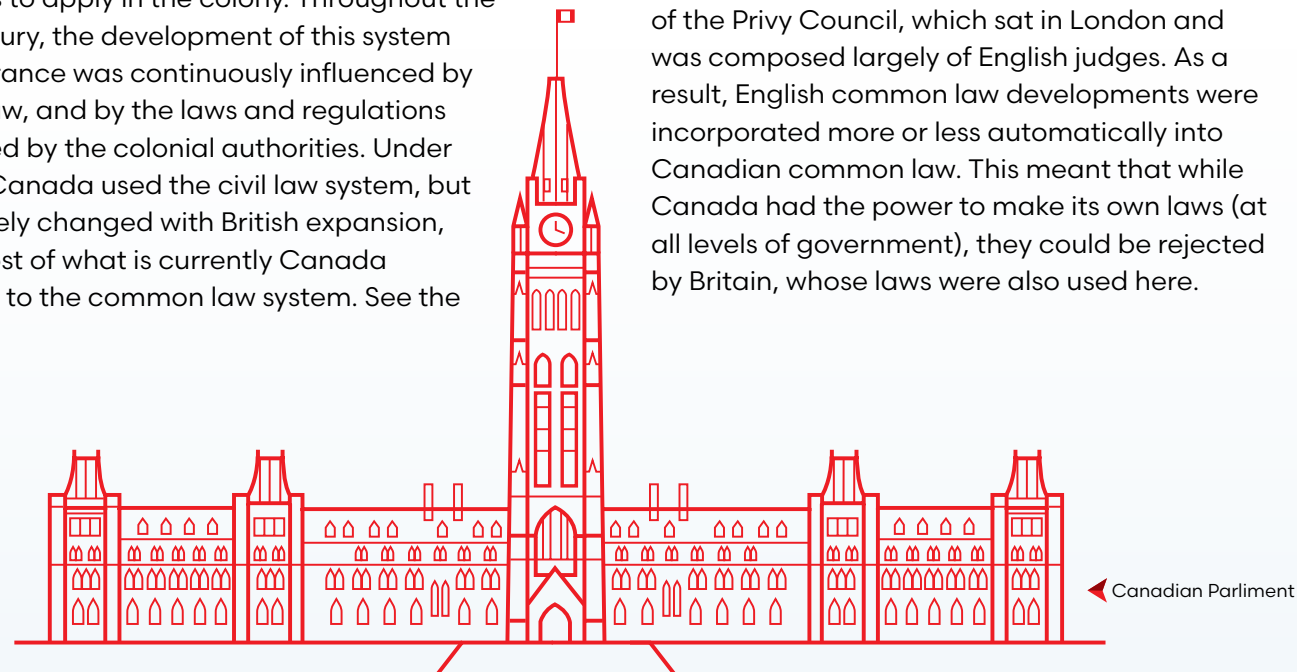 to apply in the colony. Throughout the
ury, the development of this system
rance was continuously influenced by
w, and by the laws and regulations
ed by the colonial authorities. Under
Canada used the civil law system, but
ely changed with British expansion,
st of what is currently Canada
to the common law system. See the
of the Privy Council, which sat in London and
was composed largely of English judges. As a
result, English common law developments were
incorporated more or less automatically into
Canadian common law. This meant that while
Canada had the power to make its own laws (at
all levels of government), they could be rejected
by Britain, whose laws were also used here.
Canadian Parliment